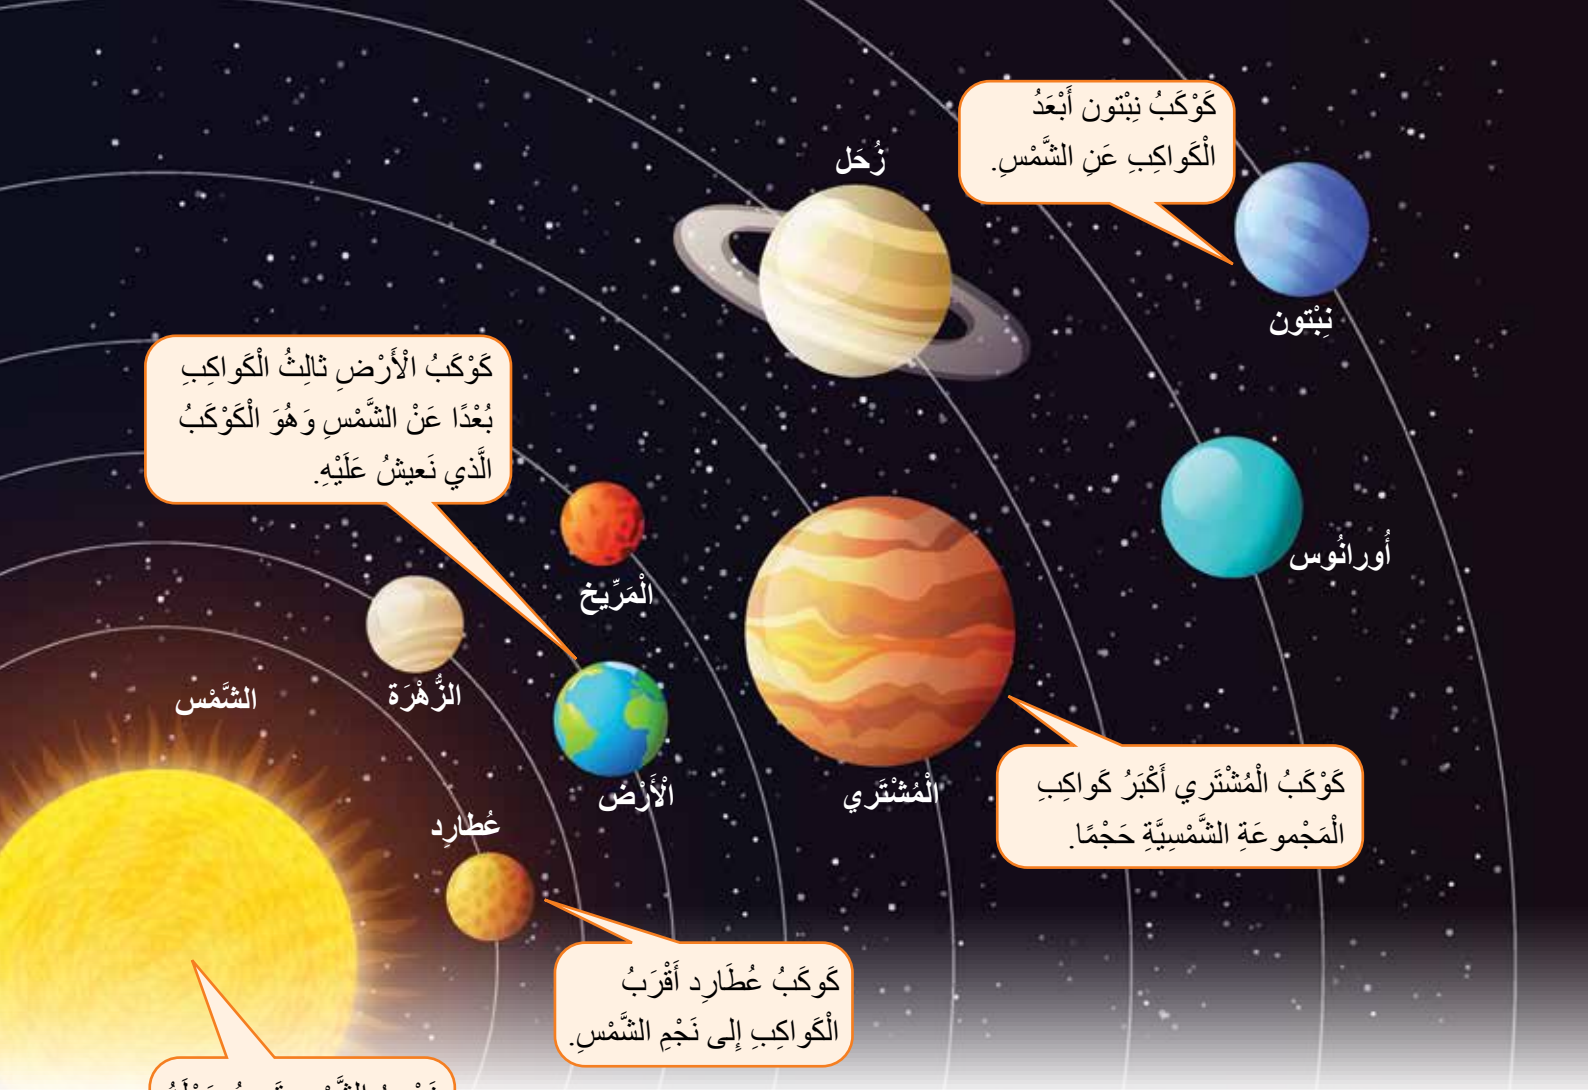 كَوْكَبُ نِبْتون أَبْعَدُ
الْكَواكِبِ عَنِ الشَّمْسِ.
زُحَل
نِبْتون
كَوْكَبُ الْأَرْضِ ثالِثُ الْكَواكِبِ
بُعْدًا عَنْ الشَّمْسِ وَهُوَ الْكَوْكَبُ
الَّذي نَعيشُ عَلَيْهِ.
أُورانُوس
الْمَرِّيخ
الزُّهْرَة
الشَّمْس
الْأَرْض
الْمُشْتَري
كَوْكَبُ الْمُشْتَري أَكْبَرُ كَواكِبِ
الْمَجْموعَةِ الشَّمْسِيَّةِ حَجْمًا.
عُطارِد
كَوكَبُ عُطَارِد أَقْرَبُ
الْكَواكِبِ إِلى نَجْمِ الشَّمْسِ.